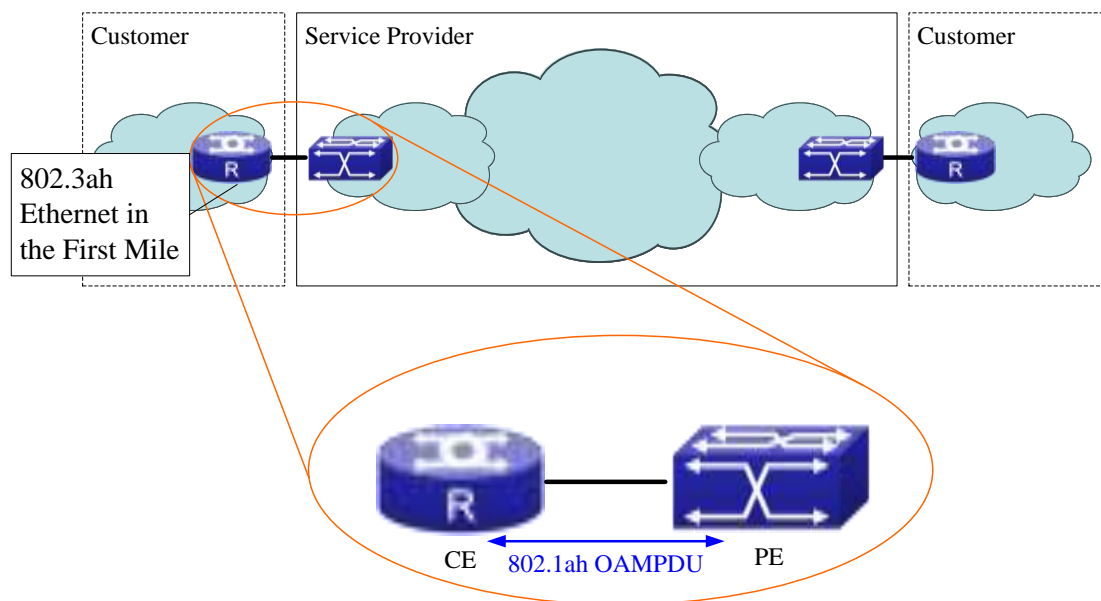 Customer
Service Provider
Customer
R
R
802.3ah
Ethernet in
the First Mile
R
CE
802.1ah OAMPDU
PE